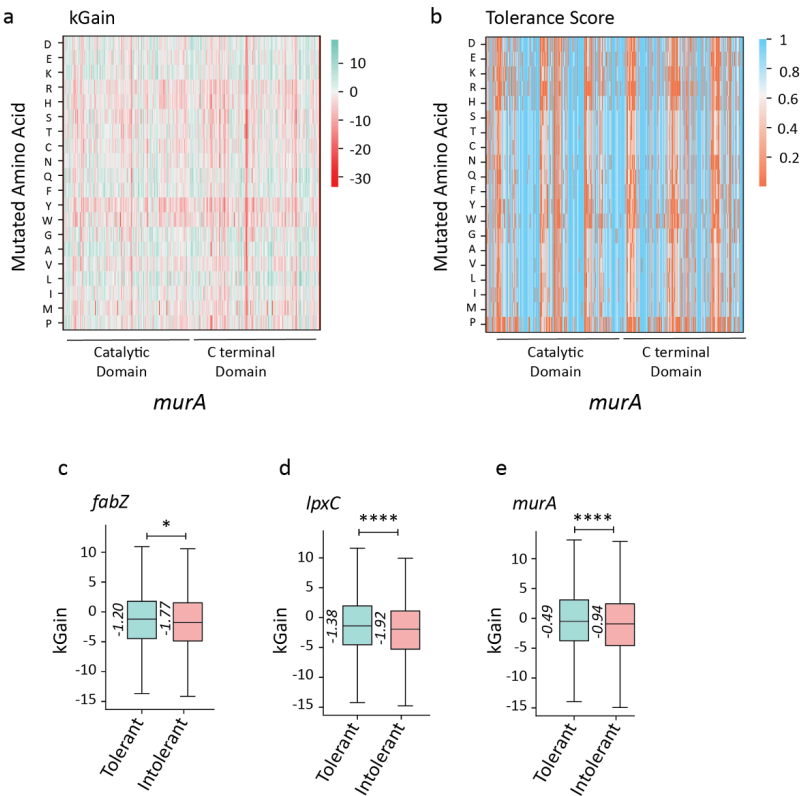 a
kGain
Mutated Amino Acid
D
E
K
R
H
S
T
C
N
Q
F
Y
W
G
A
V
L
I
M
P
10
0
-10
-20
-30
Catalytic
Domain
C terminal
Domain
murA
b
Tolerance Score
Mutated Amino Acid
D
E
K
R
H
S
T
C
N
Q
F
Y
W
G
A
V
L
I
M
P
1
0.8
0.6
0.4
0.2
Catalytic
Domain
C terminal
Domain
murA
c
fabZ
*
kGain
10
5
0
-5
-10
-15
-1.20
-1.77
Tolerant
Intolerant
d
lpxC
****
kGain
10
5
0
-5
-10
-15
-1.38
-1.92
Tolerant
Intolerant
e
murA
****
kGain
10
5
0
-5
-10
-15
-0.49
-0.94
Tolerant
Intolerant